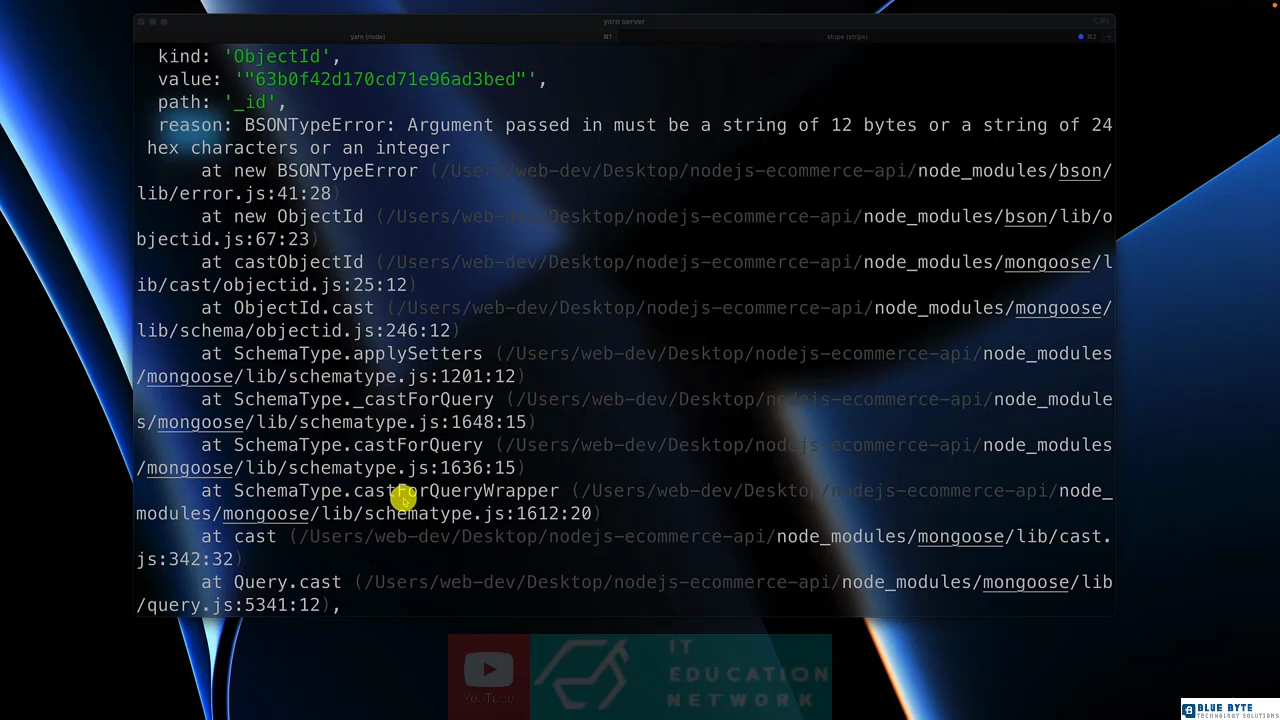 yarn server
⌥⌘1
yarn (node)
⌘1
stripe (stripe)
⌘2
kind: 'ObjectId',
value: '"63b0f42d170cd71e96ad3bed"',
path: '_id',
reason: BSONTypeError: Argument passed in must be a string of 12 bytes or a string of 24
hex characters or an integer
at new BSONTypeError (/Users/web-dev/Desktop/nodejs-ecommerce-api/node_modules/bson/
lib/error.js:41:28)
at new ObjectId (/Users/web-dev/Desktop/nodejs-ecommerce-api/node_modules/bson/lib/o
bjectid.js:67:23)
at castObjectId (/Users/web-dev/Desktop/nodejs-ecommerce-api/node_modules/mongoose/l
ib/cast/objectid.js:25:12)
at ObjectId.cast (/Users/web-dev/Desktop/nodejs-ecommerce-api/node_modules/mongoose/
lib/schema/objectid.js:246:12)
at SchemaType.applySetters (/Users/web-dev/Desktop/nodejs-ecommerce-api/node_modules
/mongoose/lib/schematype.js:1201:12)
at SchemaType._castForQuery (/Users/web-dev/Desktop/nodejs-ecommerce-api/node_module
s/mongoose/lib/schematype.js:1648:15)
at SchemaType.castForQuery (/Users/web-dev/Desktop/nodejs-ecommerce-api/node_modules
/mongoose/lib/schematype.js:1636:15)
at SchemaType.castForQueryWrapper (/Users/web-dev/Desktop/nodejs-ecommerce-api/node_
modules/mongoose/lib/schematype.js:1612:20)
at cast (/Users/web-dev/Desktop/nodejs-ecommerce-api/node_modules/mongoose/lib/cast.
js:342:32)
at Query.cast (/Users/web-dev/Desktop/nodejs-ecommerce-api/node_modules/mongoose/lib
/query.js:5341:12),
YouTube
IT
EDUCATION
NETWORK
BLUE BYTE
TECHNOLOGY SOLUTIONS